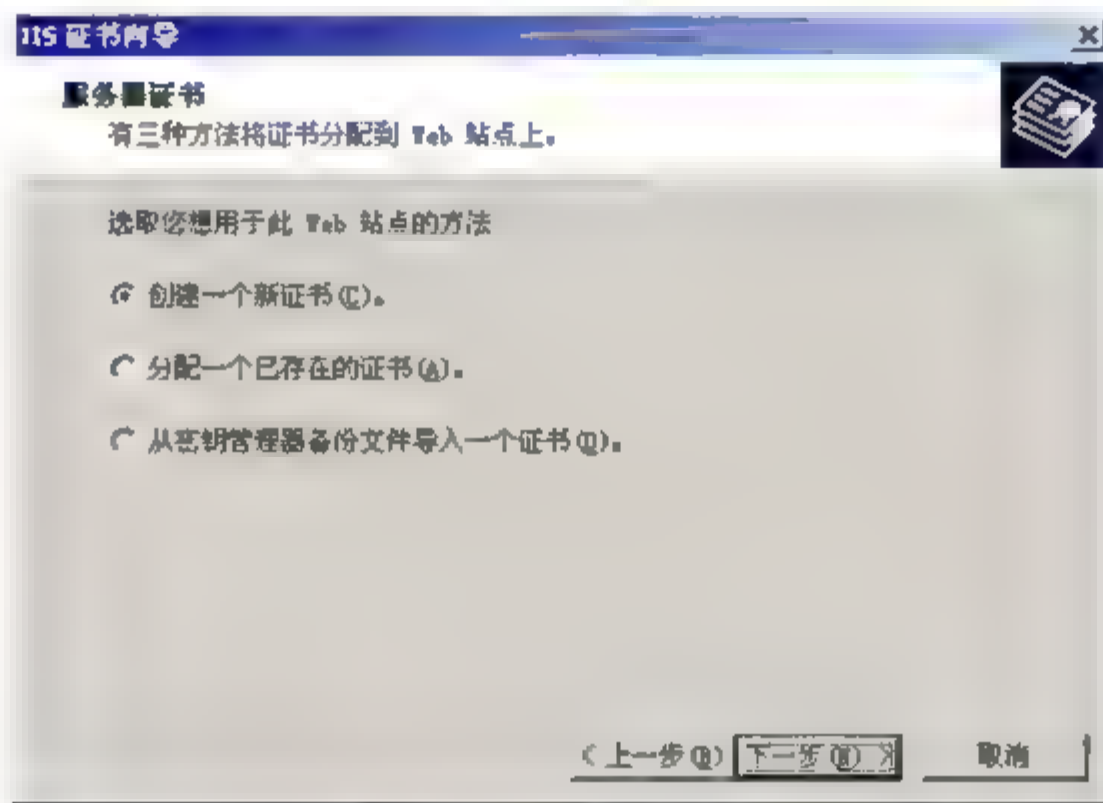 IIS 证书向导
服务器证书
有三种方法将证书分配到 Web 站点上。
选取您想用于此 Web 站点的方法
创建一个新证书(C)。
分配一个已存在的证书(A)。
从密钥管理器备份文件导入一个证书(I)。
< 上一步(B) 下一步(N) > 取消